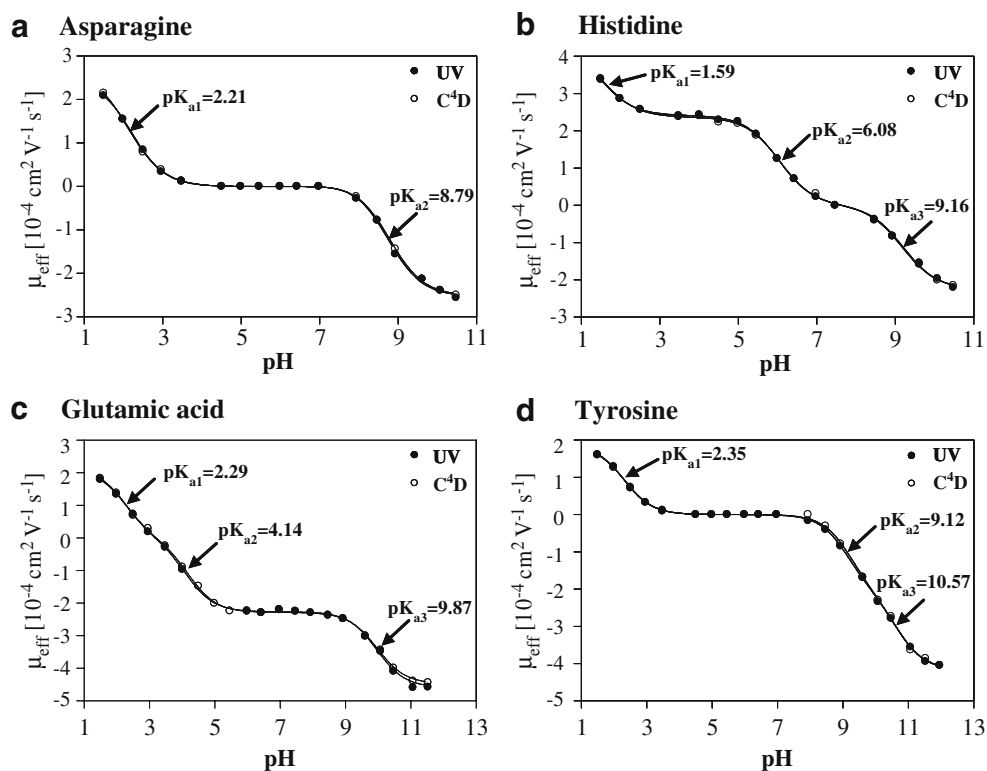 a Asparagine
3
2
1
0
-1
-2
-3
μeff [10⁻⁴ cm² V⁻¹ s⁻¹]
pKa1=2.21
pKa2=8.79
UV
C⁴D
1 3 5 7 9 11
pH
b Histidine
4
3
2
1
0
-1
-2
-3
μeff [10⁻⁴ cm² V⁻¹ s⁻¹]
pKa1=1.59
pKa2=6.08
pKa3=9.16
UV
C⁴D
1 3 5 7 9 11
pH
c Glutamic acid
3
2
1
0
-1
-2
-3
-4
-5
μeff [10⁻⁴ cm² V⁻¹ s⁻¹]
pKa1=2.29
pKa2=4.14
pKa3=9.87
UV
C⁴D
1 3 5 7 9 11 13
pH
d Tyrosine
2
1
0
-1
-2
-3
-4
-5
μeff [10⁻⁴ cm² V⁻¹ s⁻¹]
pKa1=2.35
pKa2=9.12
pKa3=10.57
UV
C⁴D
1 3 5 7 9 11 13
pH